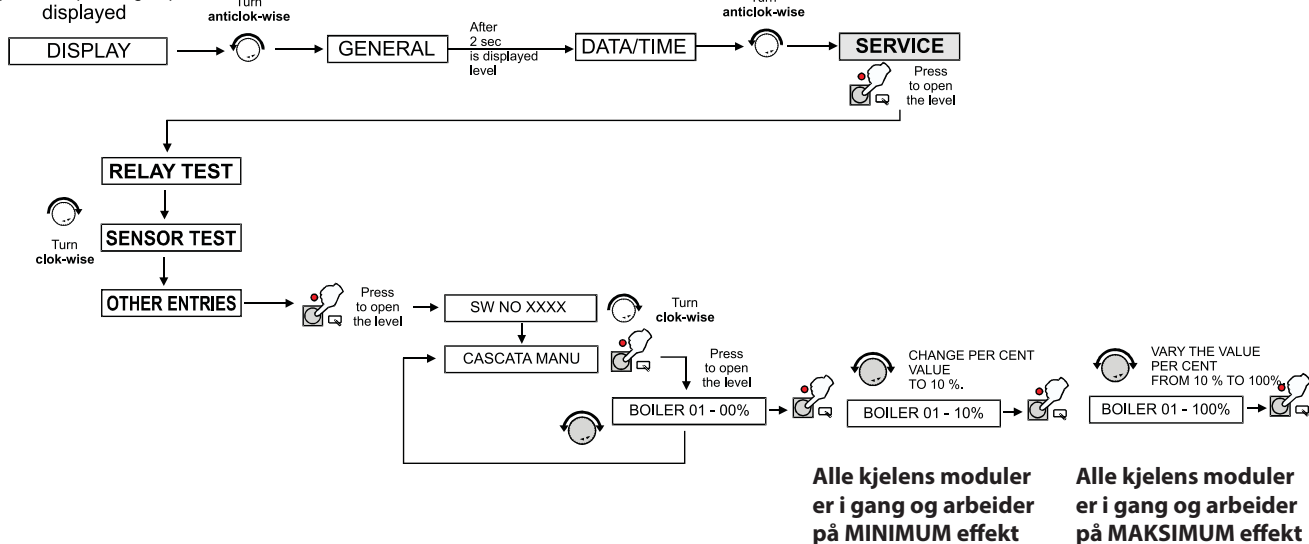 displayed
Turn
anticlok-wise
Turn
anticlok-wise
DISPLAY
GENERAL
After
2 sec
is displayed
level
DATA/TIME
SERVICE
Press
to open
the level
RELAY TEST
Turn
clok-wise
SENSOR TEST
OTHER ENTRIES
Press
to open
the level
SW NO XXXX
Turn
clok-wise
CASCATA MANU
Press
to open
the level
BOILER 01 - 00%
CHANGE PER CENT
VALUE
TO 10 %.
BOILER 01 - 10%
VARY THE VALUE
PER CENT
FROM 10 % TO 100%
BOILER 01 - 100%
Alle kjelens moduler
er i gang og arbeider
på MINIMUM effekt
Alle kjelens moduler
er i gang og arbeider
på MAKSIMUM effekt